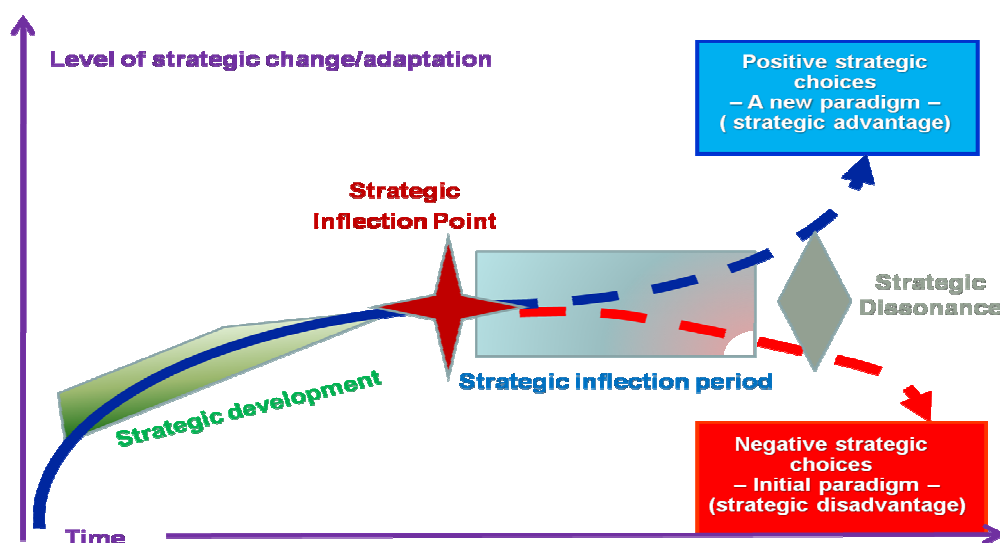 Level of strategic change/adaptation
Positive strategic
choices
– A new paradigm –
( strategic advantage)
Strategic
Inflection Point
Strategic
Dissonance
Strategic development
Strategic inflection period
Negative strategic
choices
– Initial paradigm –
(strategic disadvantage)
Time